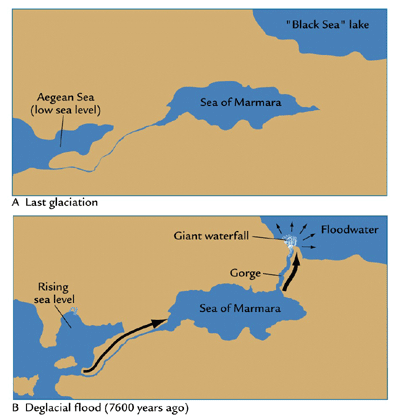 "Black Sea" lake
Aegean Sea
(low sea level)
Sea of Marmara
A Last glaciation
Giant waterfall
Floodwater
Gorge
Rising
sea level
Sea of Marmara
B Deglacial flood (7600 years ago)